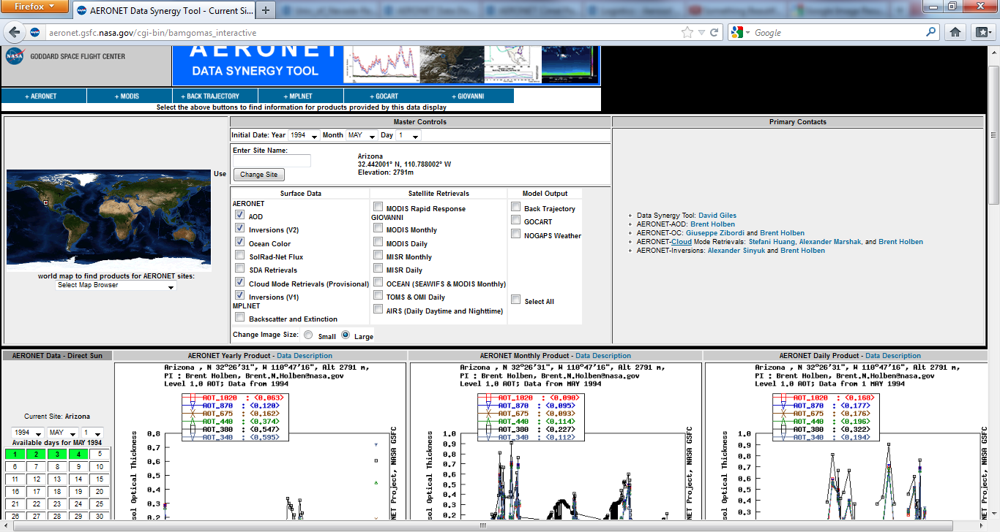 Firefox
AERONET Data Synergy Tool - Current Si...
aeronet.gsfc.nasa.gov/cgi-bin/bamgomas_interactive
Google
NASA
GODDARD SPACE FLIGHT CENTER
AERONET
DATA SYNERGY TOOL
+ AERONET
+ MODIS
+ BACK TRAJECTORY
+ MPLNET
+ GOCART
+ GIOVANNI
Select the above buttons to find information for products provided by this data display
Use
world map to find products for AERONET sites:
Select Map Browser
Master Controls
Initial Date: Year 1994 Month MAY Day 1
Enter Site Name:
Change Site
Arizona
32.442001° N, 110.788002° W
Elevation: 2791m
Surface Data
AERONET
AOD
Inversions (V2)
Ocean Color
SolRad-Net Flux
SDA Retrievals
Cloud Mode Retrievals (Provisional)
Inversions (V1)
MPLNET
Backscatter and Extinction
Satellite Retrievals
MODIS Rapid Response
GIOVANNI
MODIS Monthly
MODIS Daily
MISR Monthly
MISR Daily
OCEAN (SEAWIFS & MODIS Monthly)
TOMS & OMI Daily
AIRS (Daily Daytime and Nighttime)
Model Output
Back Trajectory
GOCART
NOGAPS Weather
Select All
Change Image Size: Small Large
Primary Contacts
+ Data Synergy Tool: David Giles
+ AERONET-AOD: Brent Holben
+ AERONET-OC: Giuseppe Zibordi and Brent Holben
+ AERONET-Cloud Mode Retrievals: Stefani Huang, Alexander Marshak, and Brent Holben
+ AERONET-Inversions: Alexander Sinyuk and Brent Holben
AERONET Data - Direct Sun
Current Site: Arizona
1994 MAY 1
Available days for MAY 1994
1 2 3 4 5
6 7 8 9 10
11 12 13 14 15
16 17 18 19 20
21 22 23 24 25
26 27 28 29 30
AERONET Yearly Product - Data Description
Arizona , N 32°26'31", W 110°47'16", Alt 2791 m,
PI : Brent Holben, Brent.N.Holben@nasa.gov
Level 1.0 AOT; Data from 1994
AOT_1020 : <0.063>
AOT_870 : <0.120>
AOT_675 : <0.162>
AOT_440 : <0.374>
AOT_380 : <0.547>
AOT_340 : <0.595>
0.8
0.7
0.6
0.5
0.4
0.3
0.2
sol Optical Thickness
ET Project, NASA GSFC
AERONET Monthly Product - Data Description
Arizona , N 32°26'31", W 110°47'16", Alt 2791 m,
PI : Brent Holben, Brent.N.Holben@nasa.gov
Level 1.0 AOT; Data from MAY 1994
AOT_1020 : <0.090>
AOT_870 : <0.095>
AOT_675 : <0.093>
AOT_440 : <0.114>
AOT_380 : <0.227>
AOT_340 : <0.112>
1.0
0.9
0.8
0.7
0.6
0.5
0.4
0.3
0.2
sol Optical Thickness
ET Project, NASA GSFC
AERONET Daily Product - Data Description
Arizona , N 32°26'31", W 110°47'16", Alt 2791 m,
PI : Brent Holben, Brent.N.Holben@nasa.gov
Level 1.0 AOT; Data from 1 MAY 1994
AOT_1020 : <0.168>
AOT_870 : <0.177>
AOT_675 : <0.176>
AOT_440 : <0.196>
AOT_380 : <0.322>
AOT_340 : <0.194>
1.0
0.9
0.8
0.7
0.6
0.5
0.4
0.3
sol Optical Thickness
ET Project, NASA GSFC